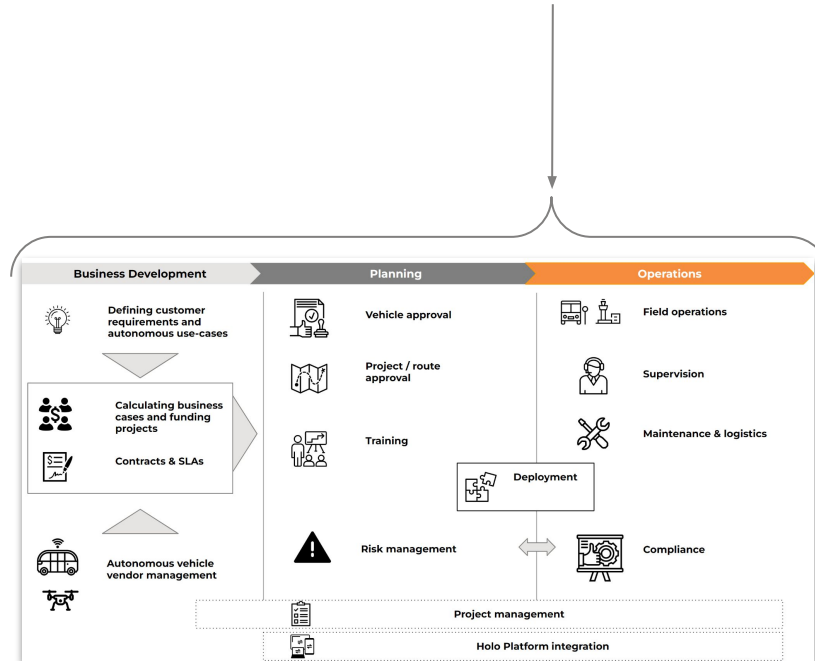 Business Development
Planning
Operations
Defining customer
requirements and
autonomous use-cases
Calculating business
cases and funding
projects
Contracts & SLAs
Autonomous vehicle
vendor management
Vehicle approval
Project / route
approval
Training
Deployment
Risk management
Field operations
Supervision
Maintenance & logistics
Compliance
Project management
Holo Platform integration